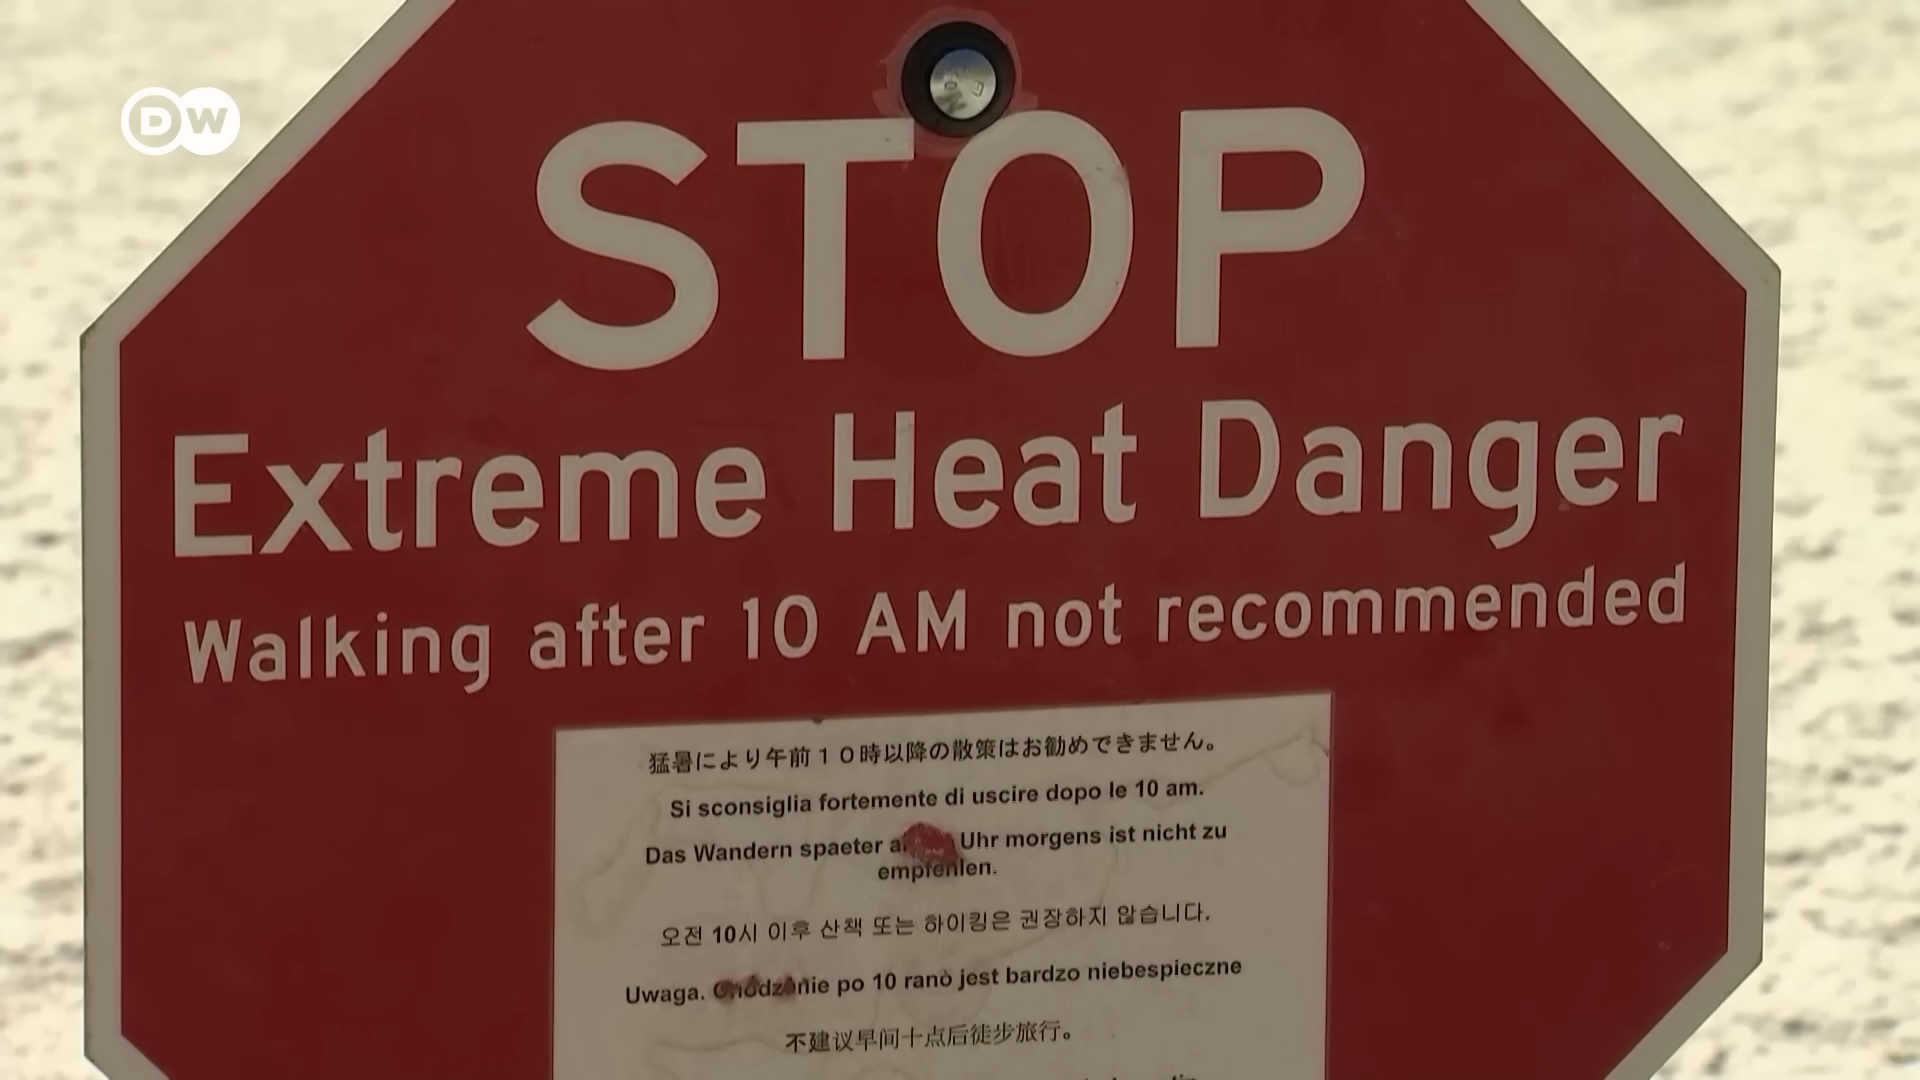 DW
STOP
Extreme Heat Danger
Walking after 10 AM not recommended
猛暑により午前１０時以降の散策はお勧めできません。
Si sconsiglia fortemente di uscire dopo le 10 am.
Das Wandern spaeter Uhr morgens ist nicht zu
empfehlen.
오전 10시 이후 산책 또는 하이킹은 권장하지 않습니다.
Uwaga. Chodzenie po 10 rano jest bardzo niebespieczne
不建议早间十点后徒步旅行。